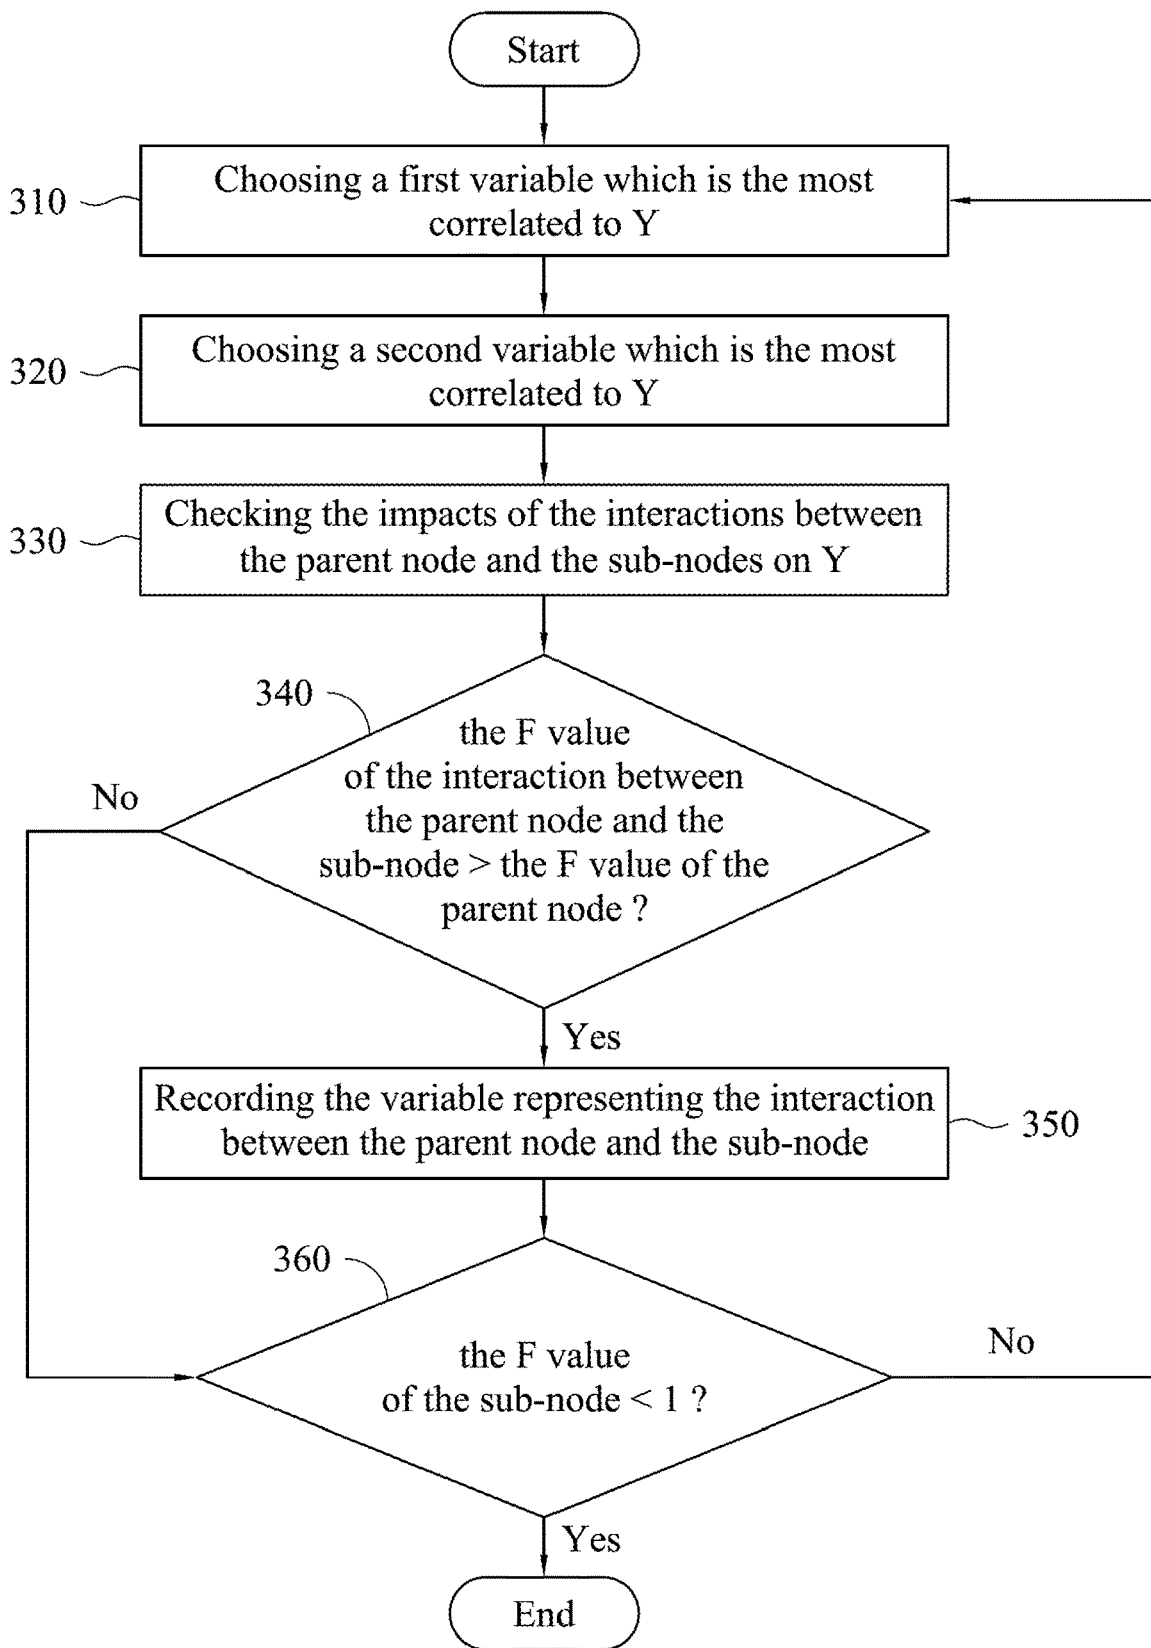 Start
310
Choosing a first variable which is the most
correlated to Y
320
Choosing a second variable which is the most
correlated to Y
330
Checking the impacts of the interactions between
the parent node and the sub-nodes on Y
340
the F value
of the interaction between
the parent node and the
sub-node > the F value of the
parent node ?
No
Yes
Recording the variable representing the interaction
between the parent node and the sub-node
350
360
the F value
of the sub-node < 1 ?
No
Yes
End